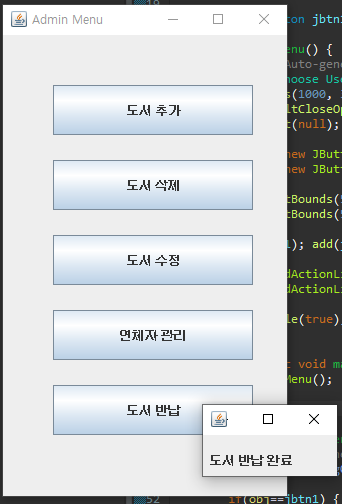 Admin Menu
도서 추가
도서 삭제
도서 수정
연체자 관리
도서 반납
도서 반납 완료
con jbtn1
enu() {
Auto-gene
hoose Use
s(1000,
ltCloseOp
t(null);
new JButt
new JButt
tBounds(
tBounds(
); add(j
dActionLi
dActionLi
le(true);
t void ma
Menu();
52 if(obj==jbtn1) {